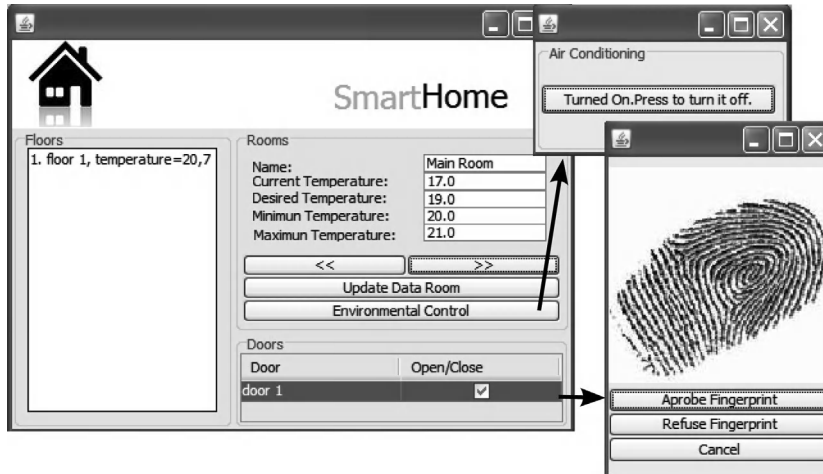 SmartHome
Floors
1. floor 1, temperature=20,7
Rooms
Name: Main Room
Current Temperature: 17.0
Desired Temperature: 19.0
Minimun Temperature: 20.0
Maximun Temperature: 21.0
<< >>
Update Data Room
Environmental Control
Doors
Door Open/Close
door 1
Air Conditioning
Turned On.Press to turn it off.
Aprobe Fingerprint
Refuse Fingerprint
Cancel